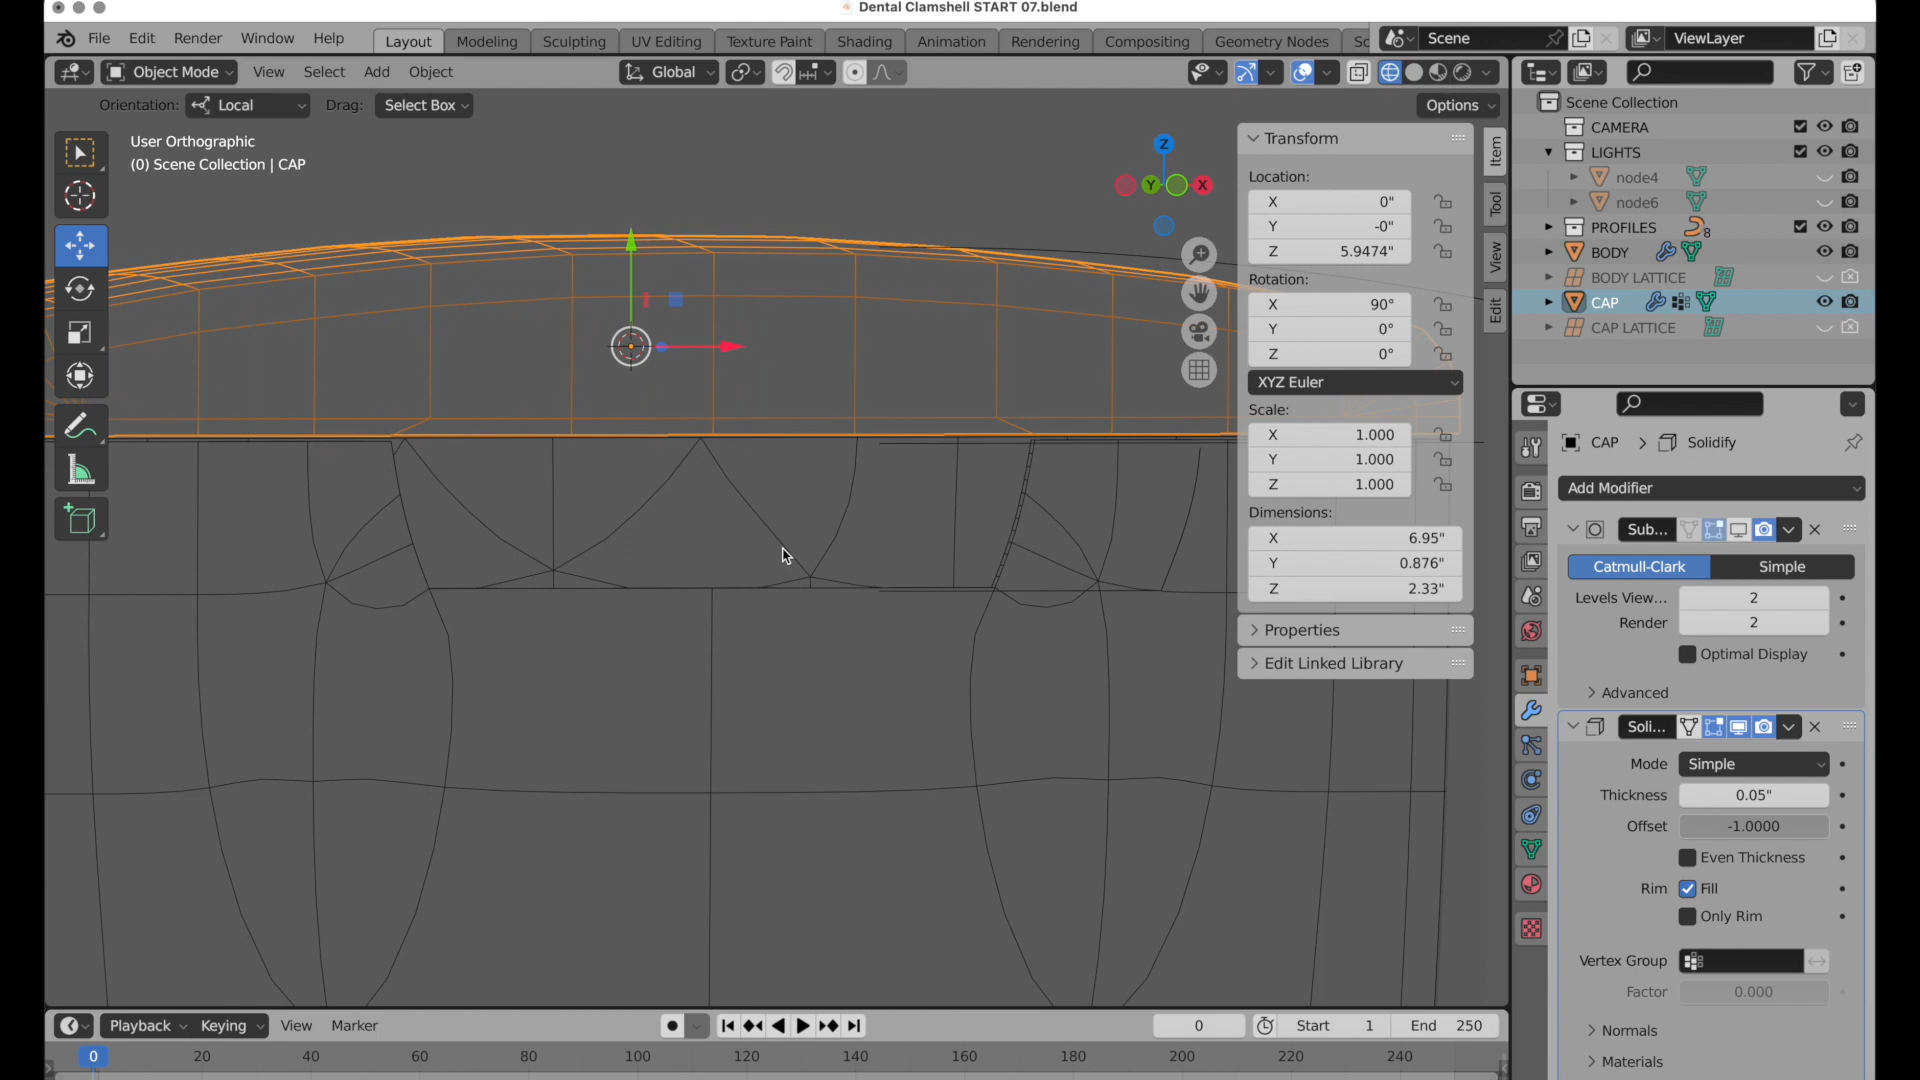 Dental Clamshell START 07.blend
File Edit Render Window Help Layout Modeling Sculpting UV Editing Texture Paint Shading Animation Rendering Compositing Geometry Nodes Sc Scene ViewLayer
Object Mode View Select Add Object Global
Orientation: Local Drag: Select Box Options
User Orthographic
(0) Scene Collection | CAP
Z
Y
X
Transform
Location:
X 0"
Y -0"
Z 5.9474"
Rotation:
X 90°
Y 0°
Z 0°
XYZ Euler
Scale:
X 1.000
Y 1.000
Z 1.000
Dimensions:
X 6.95"
Y 0.876"
Z 2.33"
Properties
Edit Linked Library
Item
Tool
View
Edit
Scene Collection
CAMERA
LIGHTS
node4
node6
PROFILES 8
BODY
BODY LATTICE
CAP
CAP LATTICE
CAP Solidify
Add Modifier
Sub...
Catmull-Clark Simple
Levels View... 2
Render 2
Optimal Display
Advanced
Soli...
Mode Simple
Thickness 0.05"
Offset -1.0000
Even Thickness
Rim Fill
Only Rim
Vertex Group
Factor 0.000
Normals
Materials
Playback Keying View Marker 0 Start 1 End 250
0 20 40 60 80 100 120 140 160 180 200 220 240